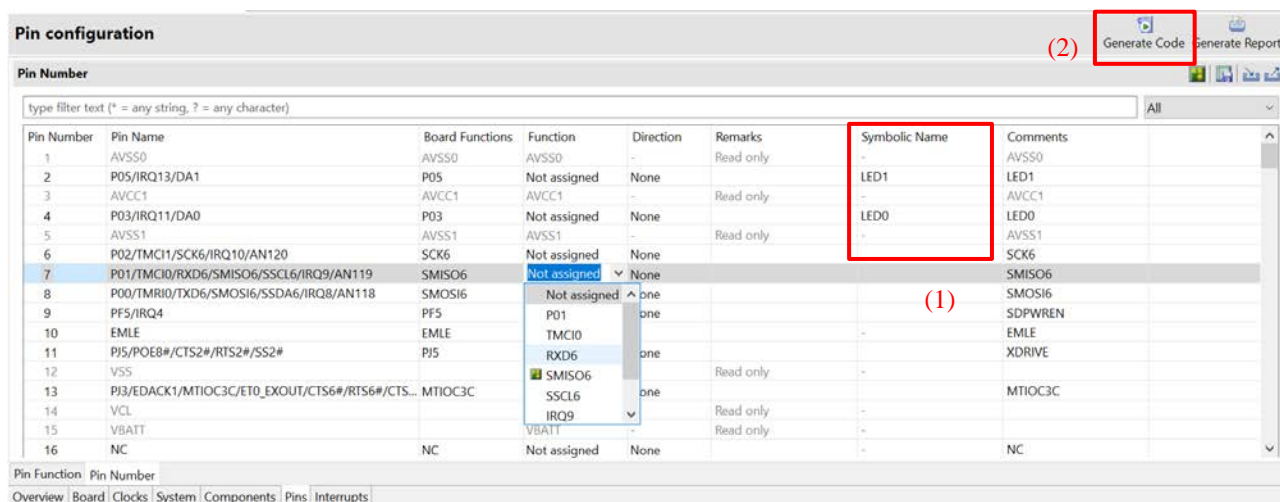 Pin configuration
(2)
Generate Code Generate Report
Pin Number
type filter text (* = any string, ? = any character) All
Pin Number Pin Name Board Functions Function Direction Remarks Symbolic Name Comments
1 AVSS0 AVSS0 AVSS0 - Read only - AVSS0
2 P05/IRQ13/DA1 P05 Not assigned None LED1 LED1
3 AVCC1 AVCC1 AVCC1 - Read only - AVCC1
4 P03/IRQ11/DA0 P03 Not assigned None LED0 LED0
5 AVSS1 AVSS1 AVSS1 - Read only - AVSS1
6 P02/TMCI1/SCK6/IRQ10/AN120 SCK6 Not assigned None SCK6
7 P01/TMCI0/RXD6/SMISO6/SSCL6/IRQ9/AN119 SMISO6 Not assigned None SMISO6
8 P00/TMRI0/TXD6/SMOSI6/SSDA6/IRQ8/AN118 SMOSI6 Not assigned one SMOSI6
9 PF5/IRQ4 PF5 P01 one SDPWREN
10 EMLE EMLE TMCI0 - EMLE
11 PJ5/POE8#/CTS2#/RTS2#/SS2# PJ5 RXD6 one XDRIVE
12 VSS SMISO6 Read only -
13 PJ3/EDACK1/MTIOC3C/ET0_EXOUT/CTS6#/RTS6#/CTS... MTIOC3C SSCL6 one MTIOC3C
14 VCL IRQ9 Read only -
15 VBATT VBATT - Read only -
16 NC NC Not assigned None - NC
(1)
Pin Function Pin Number
Overview Board Clocks System Components Pins Interrupts